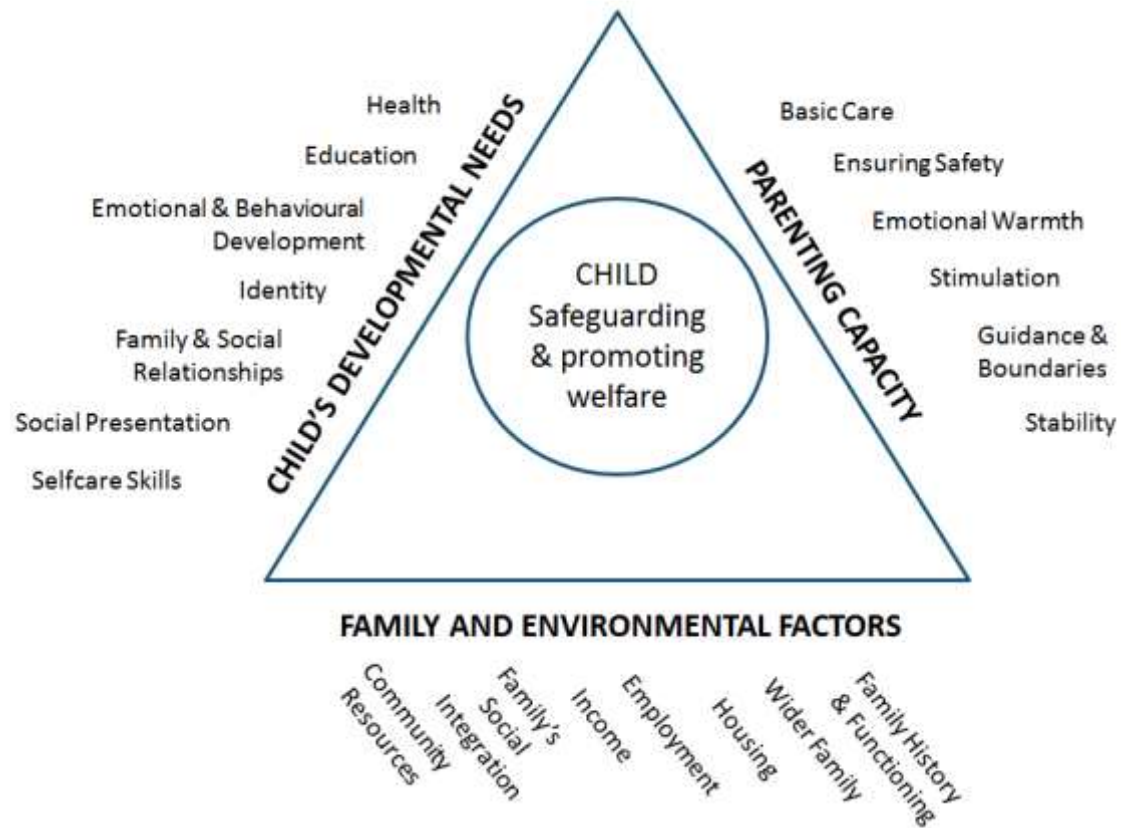 CHILD'S DEVELOPMENTAL NEEDS
Health
Education
Emotional & Behavioural
Development
Identity
Family & Social
Relationships
Social Presentation
Selfcare Skills
CHILD
Safeguarding
& promoting
welfare
PARENTING CAPACITY
Basic Care
Ensuring Safety
Emotional Warmth
Stimulation
Guidance &
Boundaries
Stability
FAMILY AND ENVIRONMENTAL FACTORS
Community
Resources
Family's
Social
Integration
Income
Employment
Housing
Wider Family
Family History
& Functioning